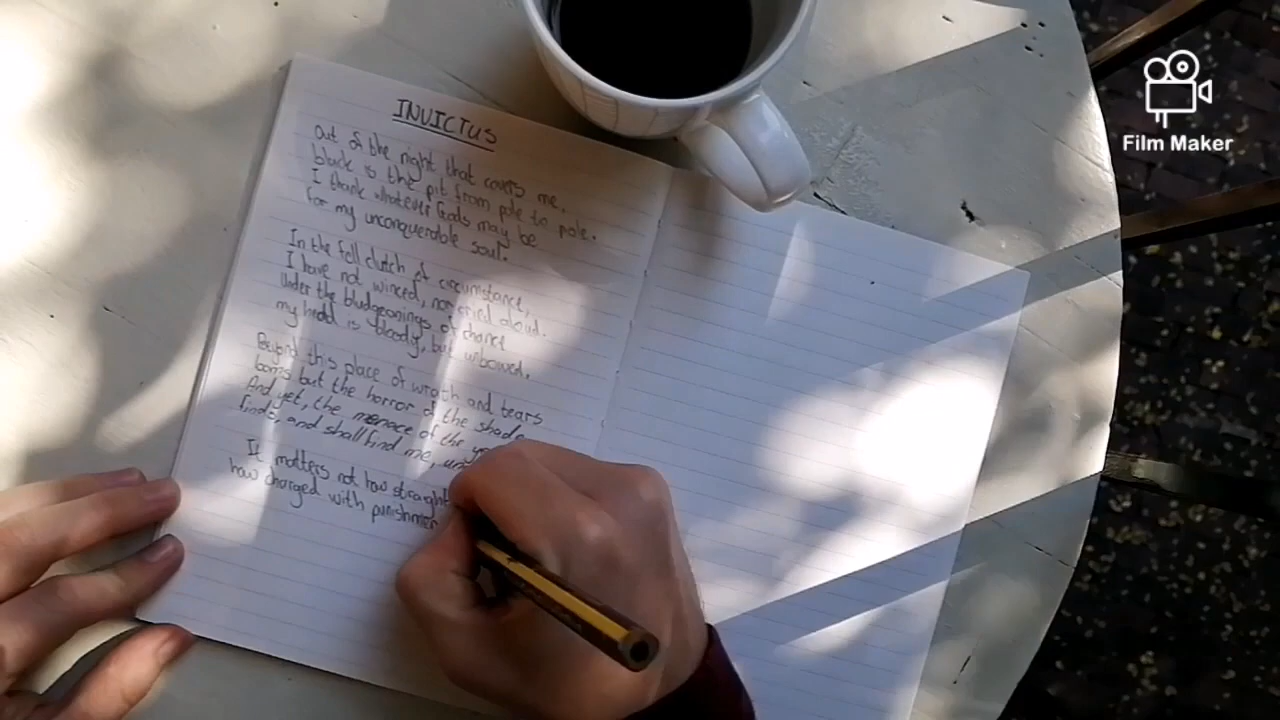 INVICTUS
Out of the night that covers me,
black is the pit from pole to pole.
I thank whatever Gods may be
for my unconquerable soul.
In the fell clutch of circumstance,
I have not winced, nor cried aloud.
Under the bludgeonings of chance
my head is bloody, but unbowed.
Beyond this place of wrath and tears
looms but the horror of the shade
And yet, the menace of the
finds, and shall find me,
It matters not how straight
how charged with
Film Maker